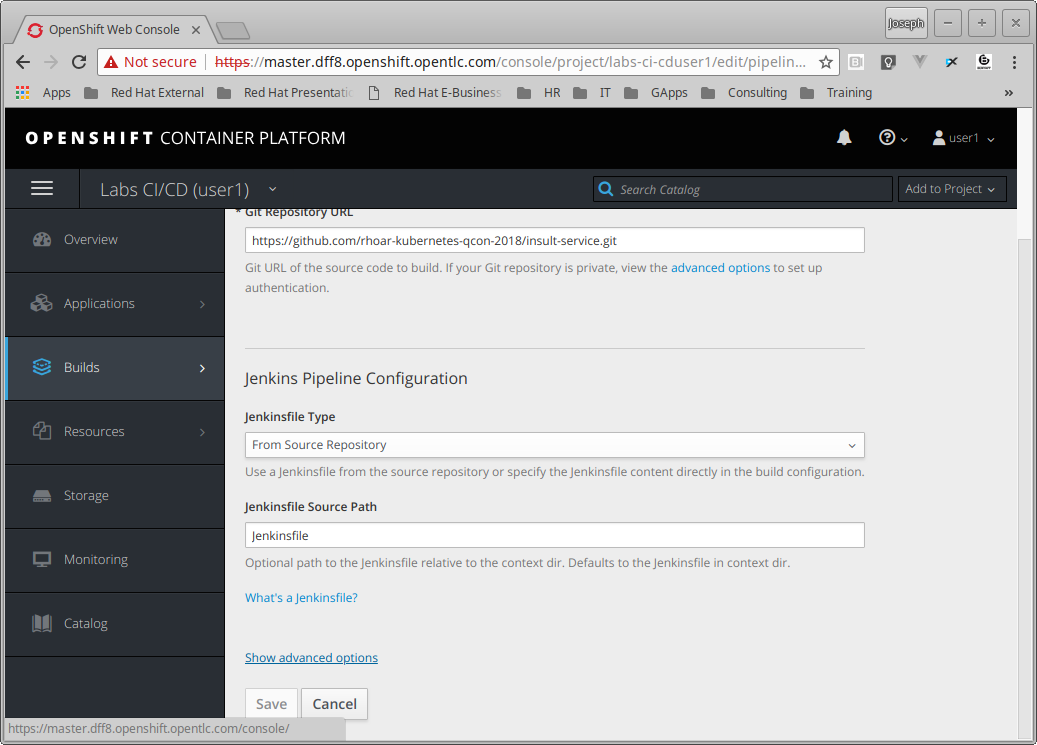 OpenShift Web Console
Joseph
Not secure https://master.dff8.openshift.opentlc.com/console/project/labs-ci-cduser1/edit/pipelin...
Apps Red Hat External Red Hat Presentatic Red Hat E-Business HR IT GApps Consulting Training »
OPENSHIFT CONTAINER PLATFORM
user1
Labs CI/CD (user1)
Search Catalog
Add to Project
Overview
Applications
Builds
Resources
Storage
Monitoring
Catalog
* Git Repository URL
https://github.com/rhoar-kubernetes-qcon-2018/insult-service.git
Git URL of the source code to build. If your Git repository is private, view the advanced options to set up
authentication.
Jenkins Pipeline Configuration
Jenkinsfile Type
From Source Repository
Use a Jenkinsfile from the source repository or specify the Jenkinsfile content directly in the build configuration.
Jenkinsfile Source Path
Jenkinsfile
Optional path to the Jenkinsfile relative to the context dir. Defaults to the Jenkinsfile in context dir.
What's a Jenkinsfile?
Show advanced options
Save Cancel
https://master.dff8.openshift.opentlc.com/console/